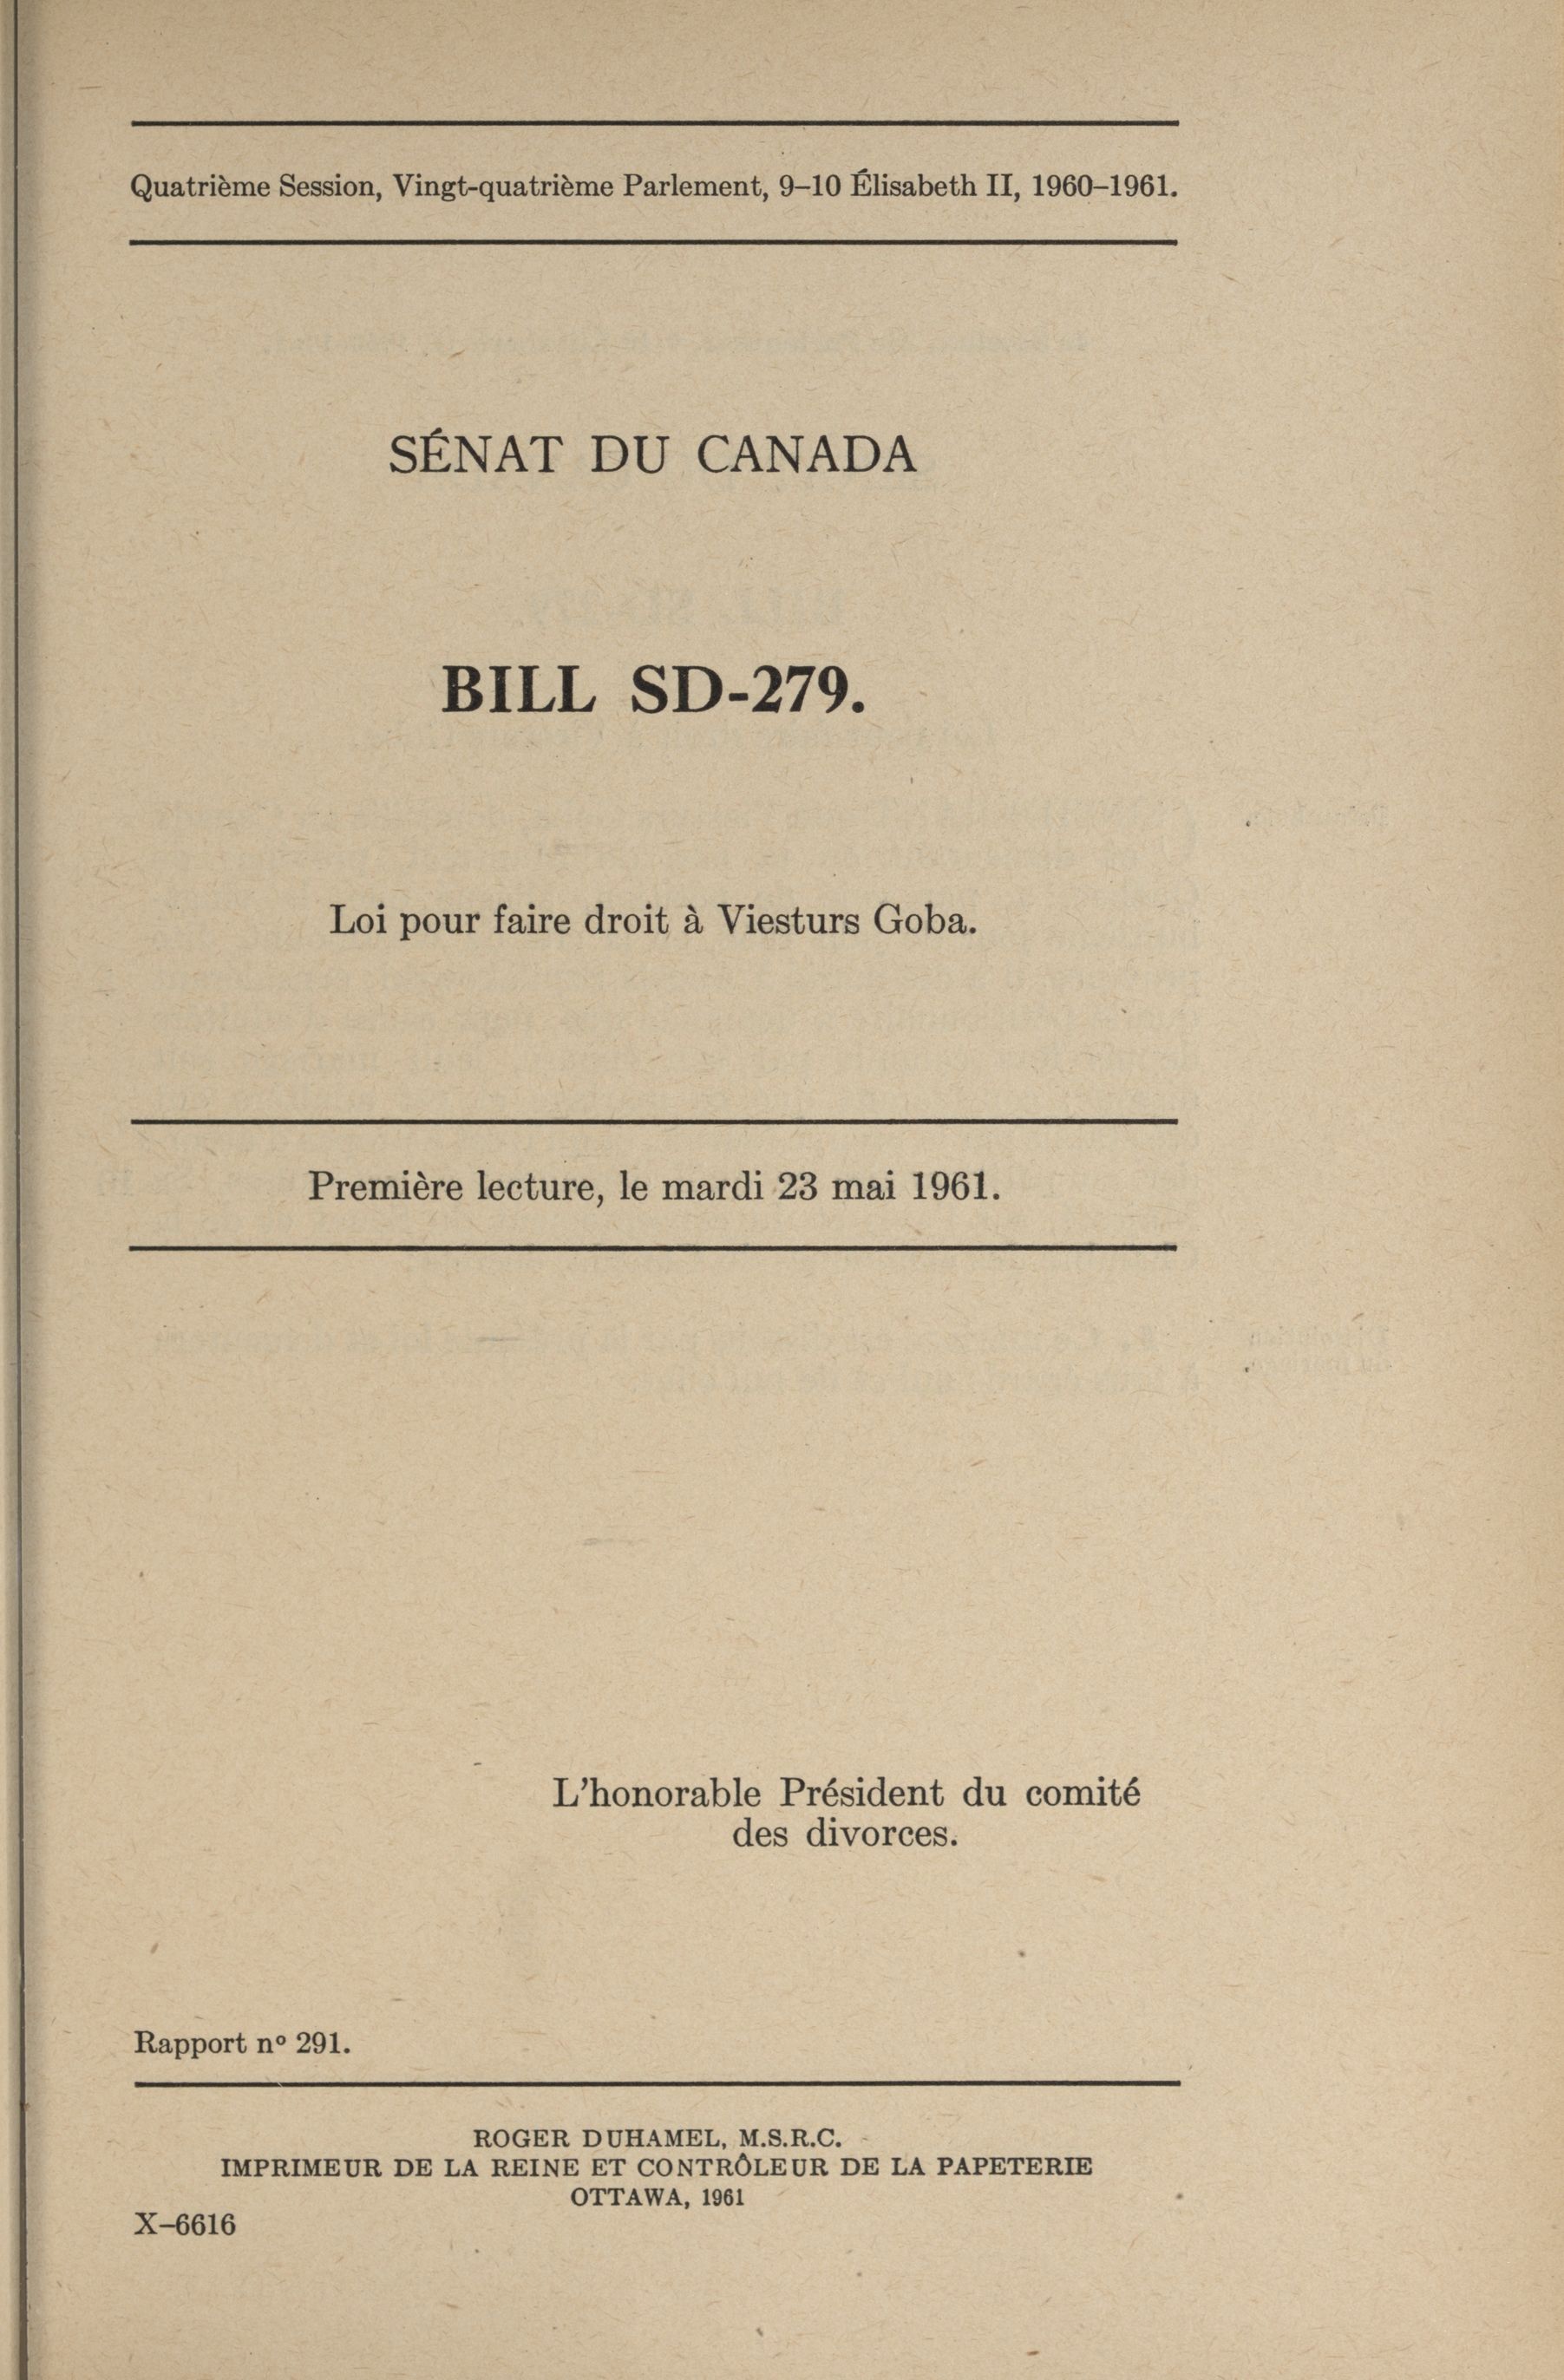 Quatrième Session, Vingt-quatrième Parlement, 9–10 Élisabeth II, 1960–1961.
SÉNAT DU CANADA
BILL SD-279.
Loi pour faire droit à Viesturs Goba.
Première lecture, le mardi 23 mai 1961.
L'honorable Président du comité
des divorces.
Rapport nº 291.
ROGER DUHAMEL, M.S.R.C.
IMPRIMEUR DE LA REINE ET CONTRÔLEUR DE LA PAPETERIE
OTTAWA, 1961
X–6616